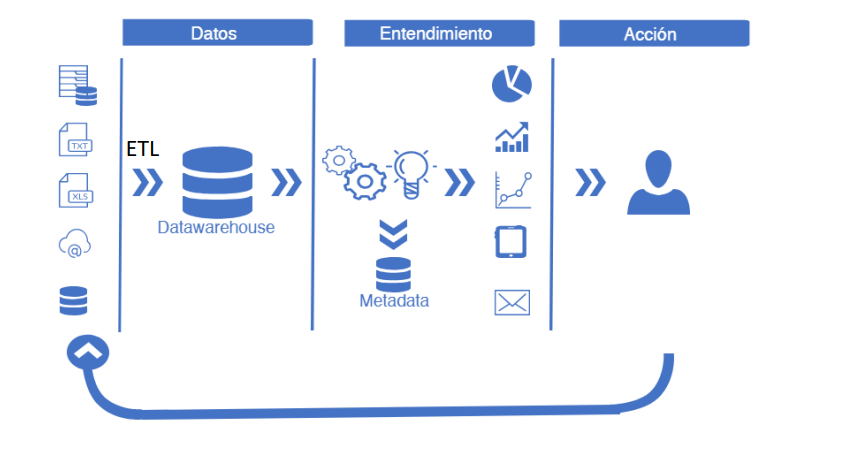 Datos
Entendimiento
Acción
TXT
ETL
XLS
Datawarehouse
@
Metadata